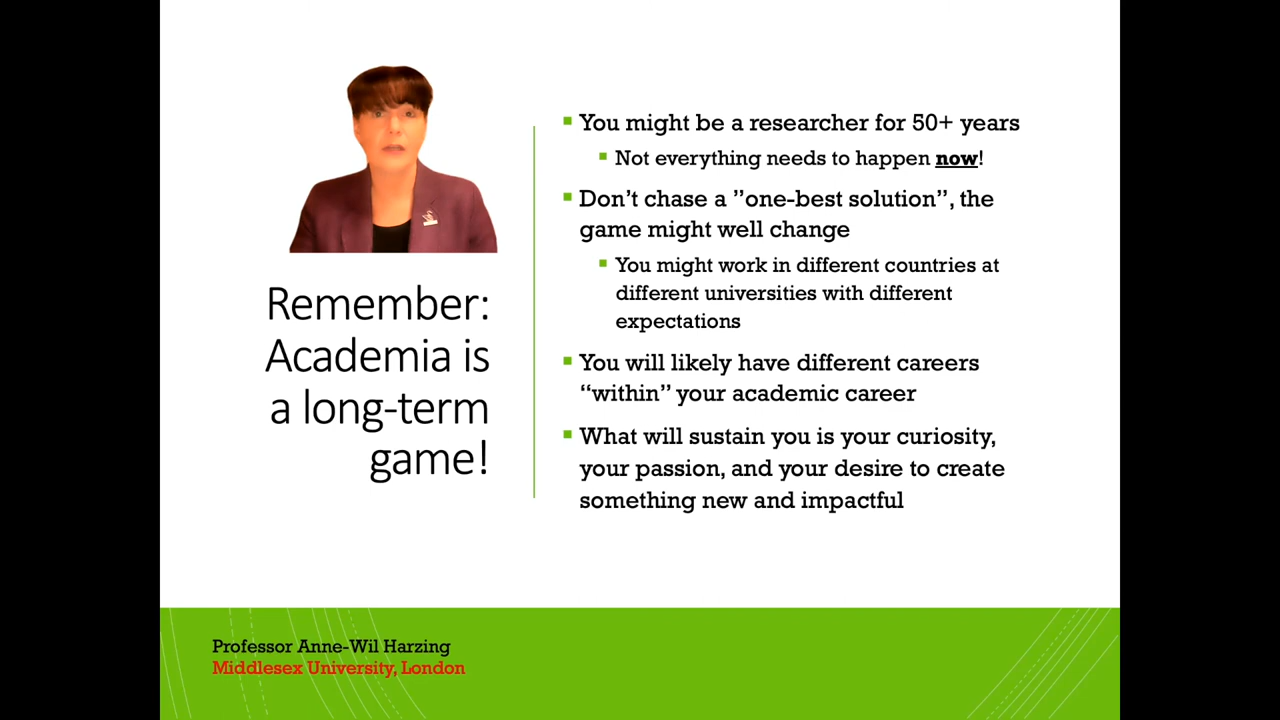 Remember:
Academia is
a long-term
game!
You might be a researcher for 50+ years
Not everything needs to happen now!
Don’t chase a ”one-best solution”, the
game might well change
You might work in different countries at
different universities with different
expectations
You will likely have different careers
“within” your academic career
What will sustain you is your curiosity,
your passion, and your desire to create
something new and impactful
Professor Anne-Wil Harzing
Middlesex University, London